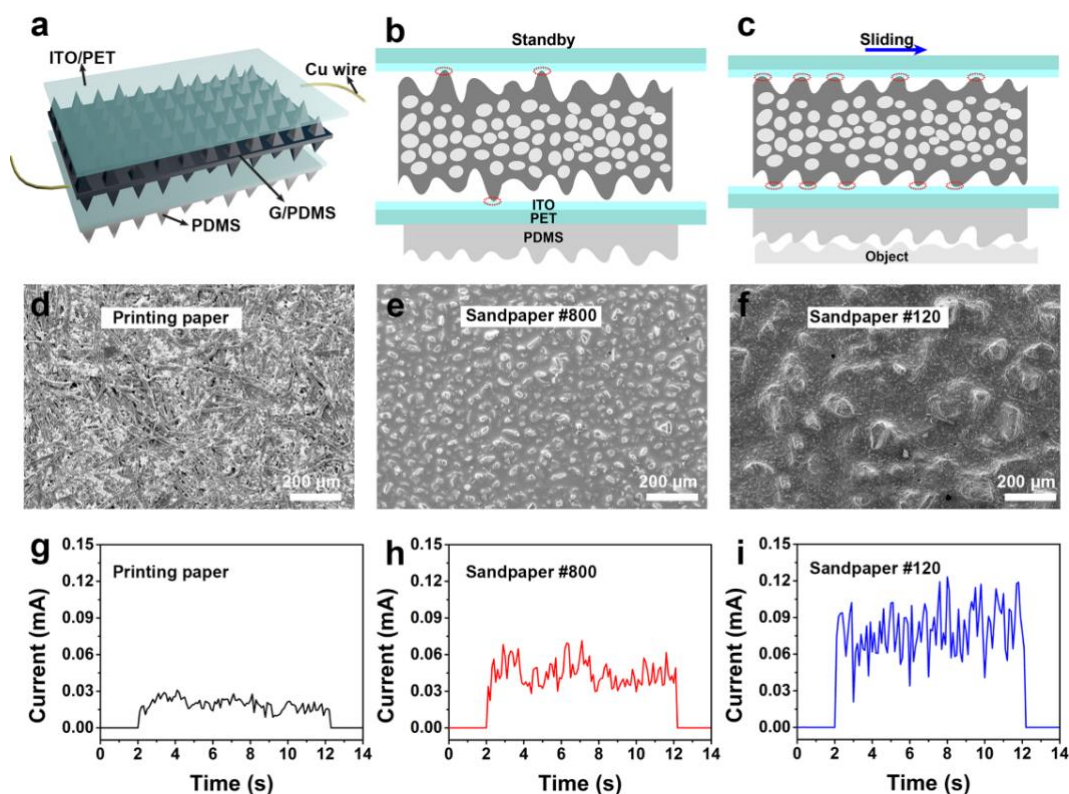 a
ITO/PET
Cu wire
G/PDMS
PDMS
b
Standby
ITO
PET
PDMS
c
Sliding
Object
d
Printing paper
200 µm
e
Sandpaper #800
200 µm
f
Sandpaper #120
200 µm
g
Printing paper
Current (mA)
0.15
0.12
0.09
0.06
0.03
0.00
0 2 4 6 8 10 12 14
Time (s)
h
Sandpaper #800
Current (mA)
0.15
0.12
0.09
0.06
0.03
0.00
0 2 4 6 8 10 12 14
Time (s)
i
Sandpaper #120
Current (mA)
0.15
0.12
0.09
0.06
0.03
0.00
0 2 4 6 8 10 12 14
Time (s)